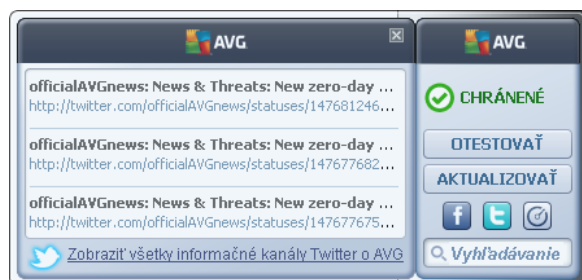 AVG
officialAVGnews: News & Threats: New zero-day ...
http://twitter.com/officialAVGnews/statuses/147681246...
officialAVGnews: News & Threats: New zero-day ...
http://twitter.com/officialAVGnews/statuses/147677682...
officialAVGnews: News & Threats: New zero-day ...
http://twitter.com/officialAVGnews/statuses/147677675...
Zobraziť všetky informačné kanály Twitter o AVG
AVG
CHRÁNENÉ
OTESTOVAŤ
AKTUALIZOVAŤ
Vyhľadávanie